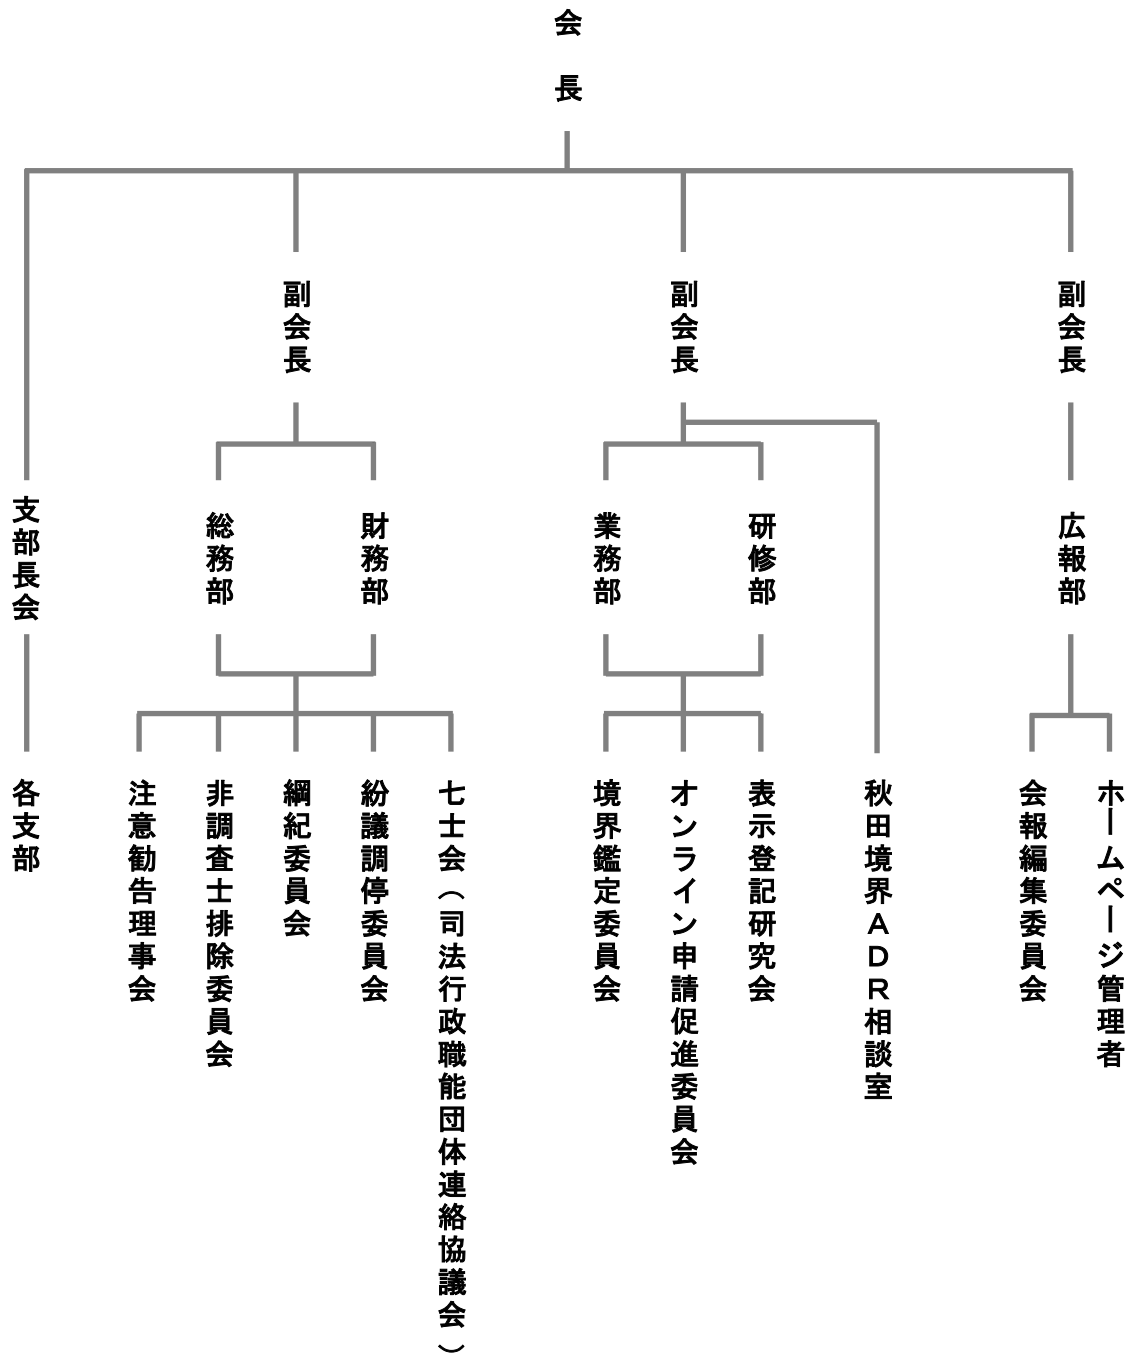 会長
副会長
副会長
副会長
支部長会
総務部
財務部
業務部
研修部
広報部
各支部
注意勧告理事会
非調査士排除委員会
綱紀委員会
紛議調停委員会
七士会（司法行政職能団体連絡協議会）
境界鑑定委員会
オンライン申請促進委員会
表示登記研究会
秋田境界ＡＤＲ相談室
会報編集委員会
ホームページ管理者